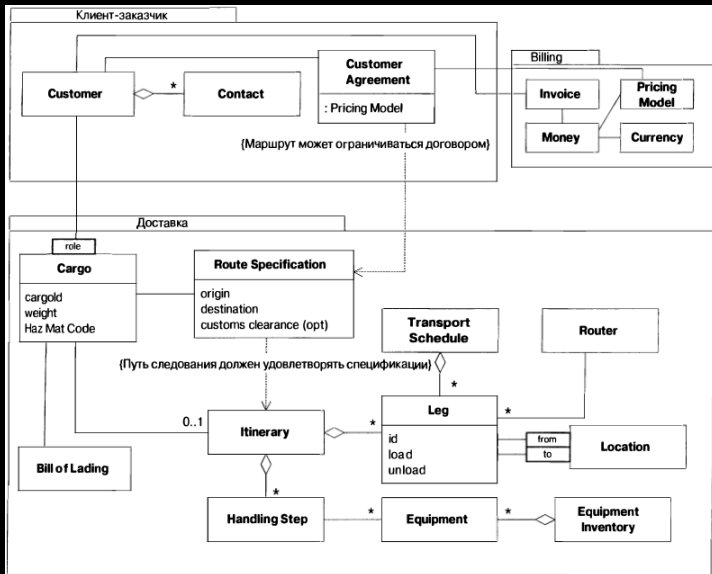 Клиент-заказчик
Customer
*
Contact
Customer
Agreement
: Pricing Model
Billing
Invoice
Pricing
Model
Money
Currency
{Маршрут может ограничиваться договором}
Доставка
role
Cargo
cargoId
weight
Haz Mat Code
Route Specification
origin
destination
customs clearance (opt)
Transport
Schedule
Router
{Путь следования должен удовлетворять спецификации}
*
0..1
Itinerary
*
Leg
id
load
unload
*
from
to
Location
Bill of Lading
*
Handling Step
*
Equipment
*
Equipment
Inventory